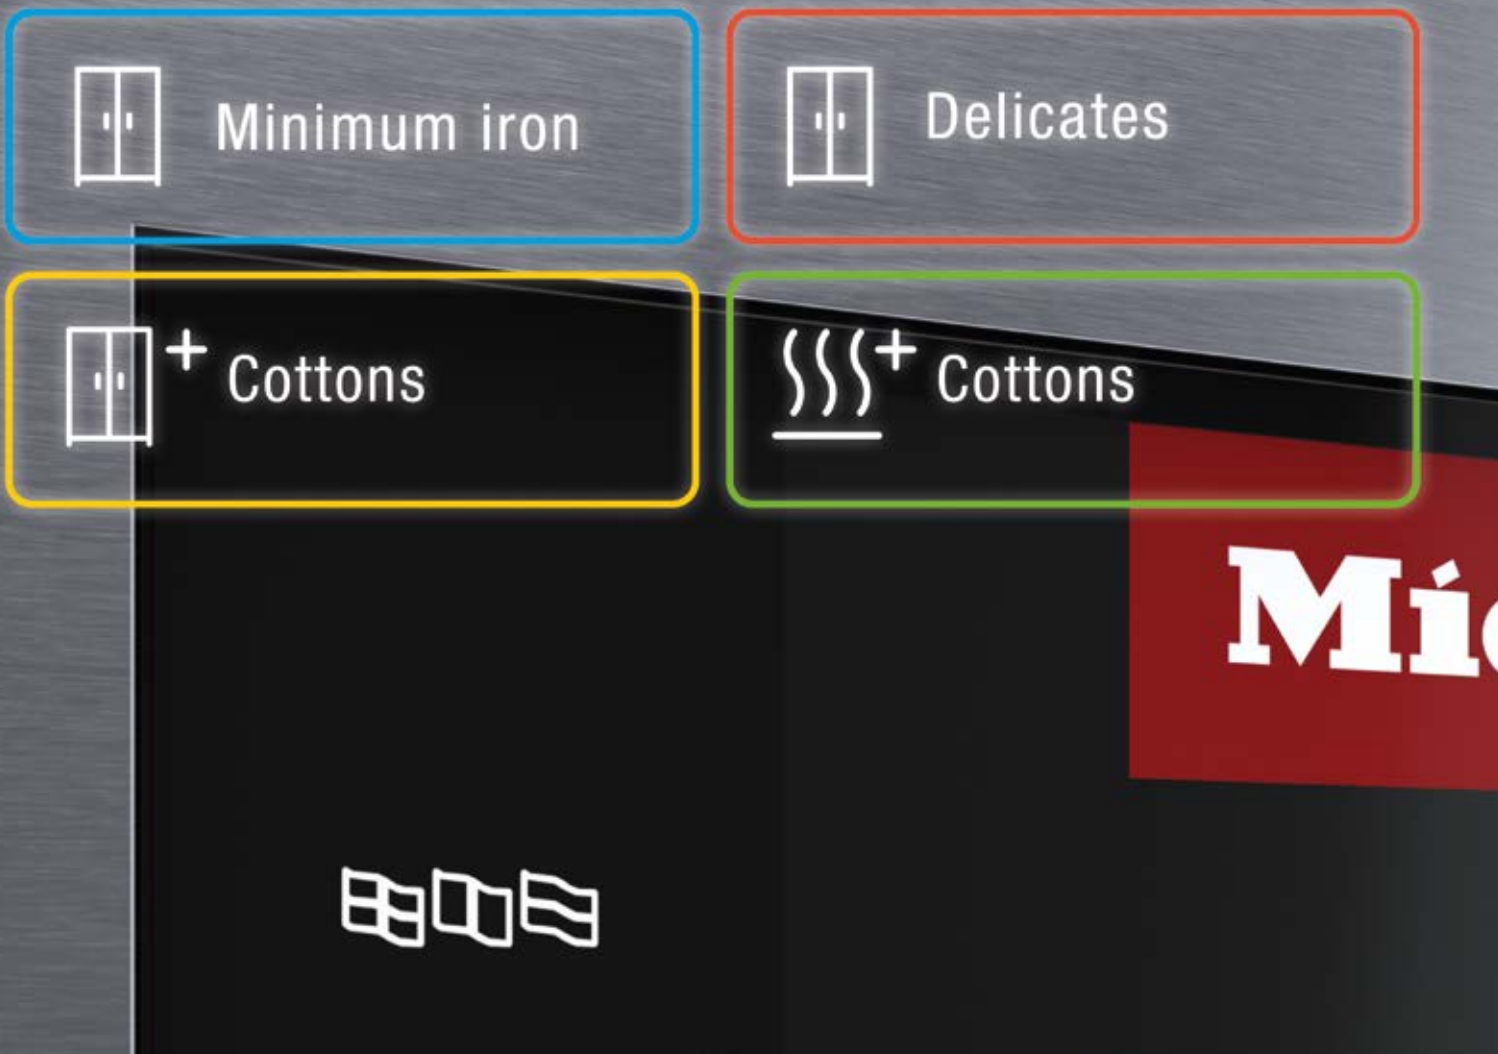 Minimum iron
Delicates
+ Cottons
+ Cottons
Mi